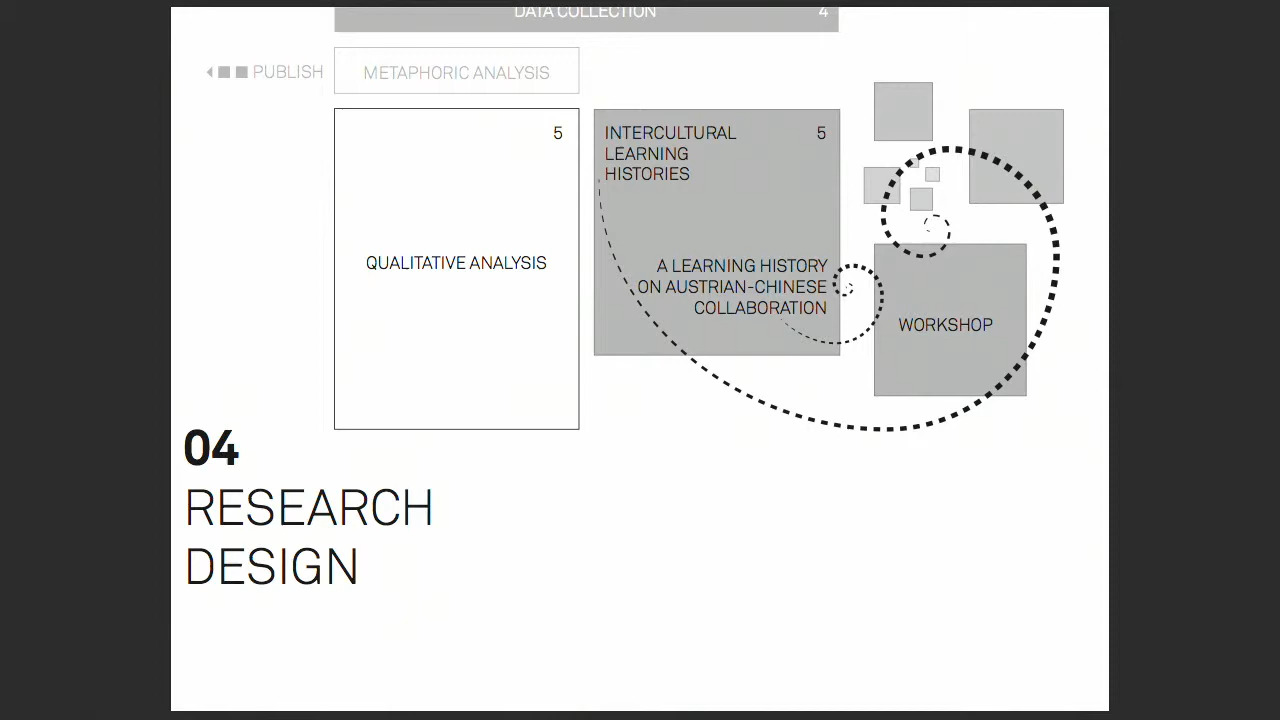 DATA COLLECTION 4
PUBLISH
METAPHORIC ANALYSIS
5
QUALITATIVE ANALYSIS
INTERCULTURAL 5
LEARNING
HISTORIES
A LEARNING HISTORY
ON AUSTRIAN-CHINESE
COLLABORATION
WORKSHOP
04
RESEARCH
DESIGN